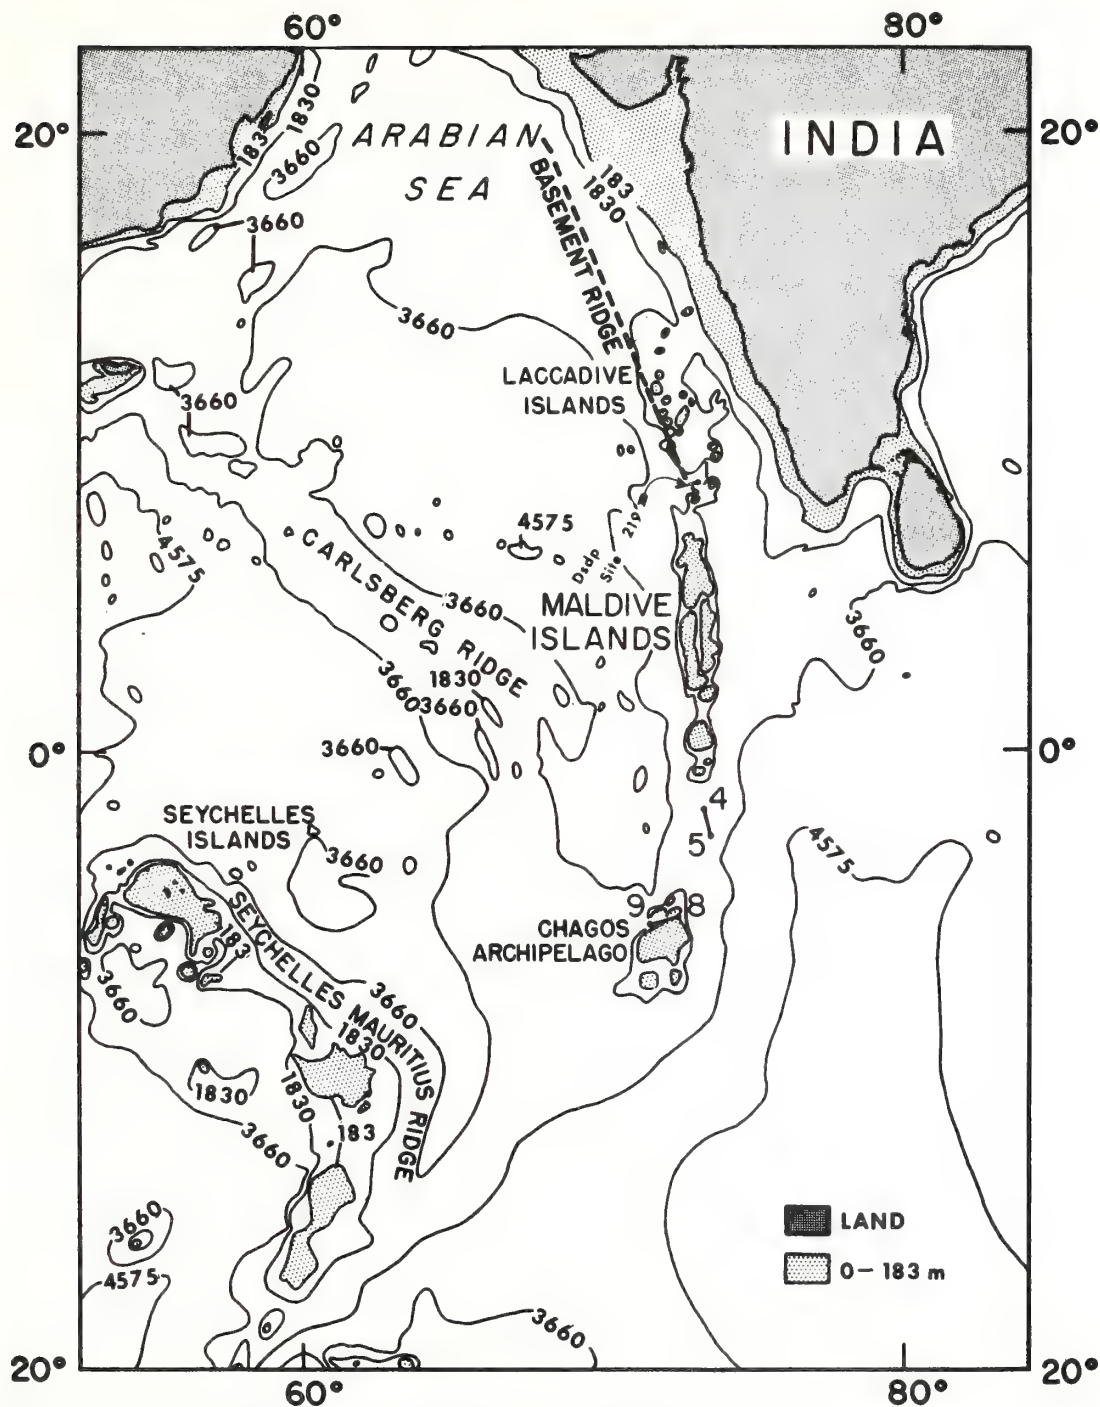 60° 80°
20° 20°
INDIA
ARABIAN
SEA
BASEMENT RIDGE
183
1830
3660
183
1830
3660
3660
LACCADIVE
ISLANDS
3660
1
4575
4575
219
Dsdp
Site
CARLSBERG RIDGE
3660
MALDIVE
ISLANDS
3660
3660
1830
3660
0° 0°
3660
4
5
SEYCHELLES
ISLANDS
3660
4575
9 8
CHAGOS
ARCHIPELAGO
183
SEYCHELLES MAURITIUS RIDGE
3660
3660
1830
1830
1830
183
3660
3660
4575
3660
LAND
0-183 m
20° 20°
60° 80°